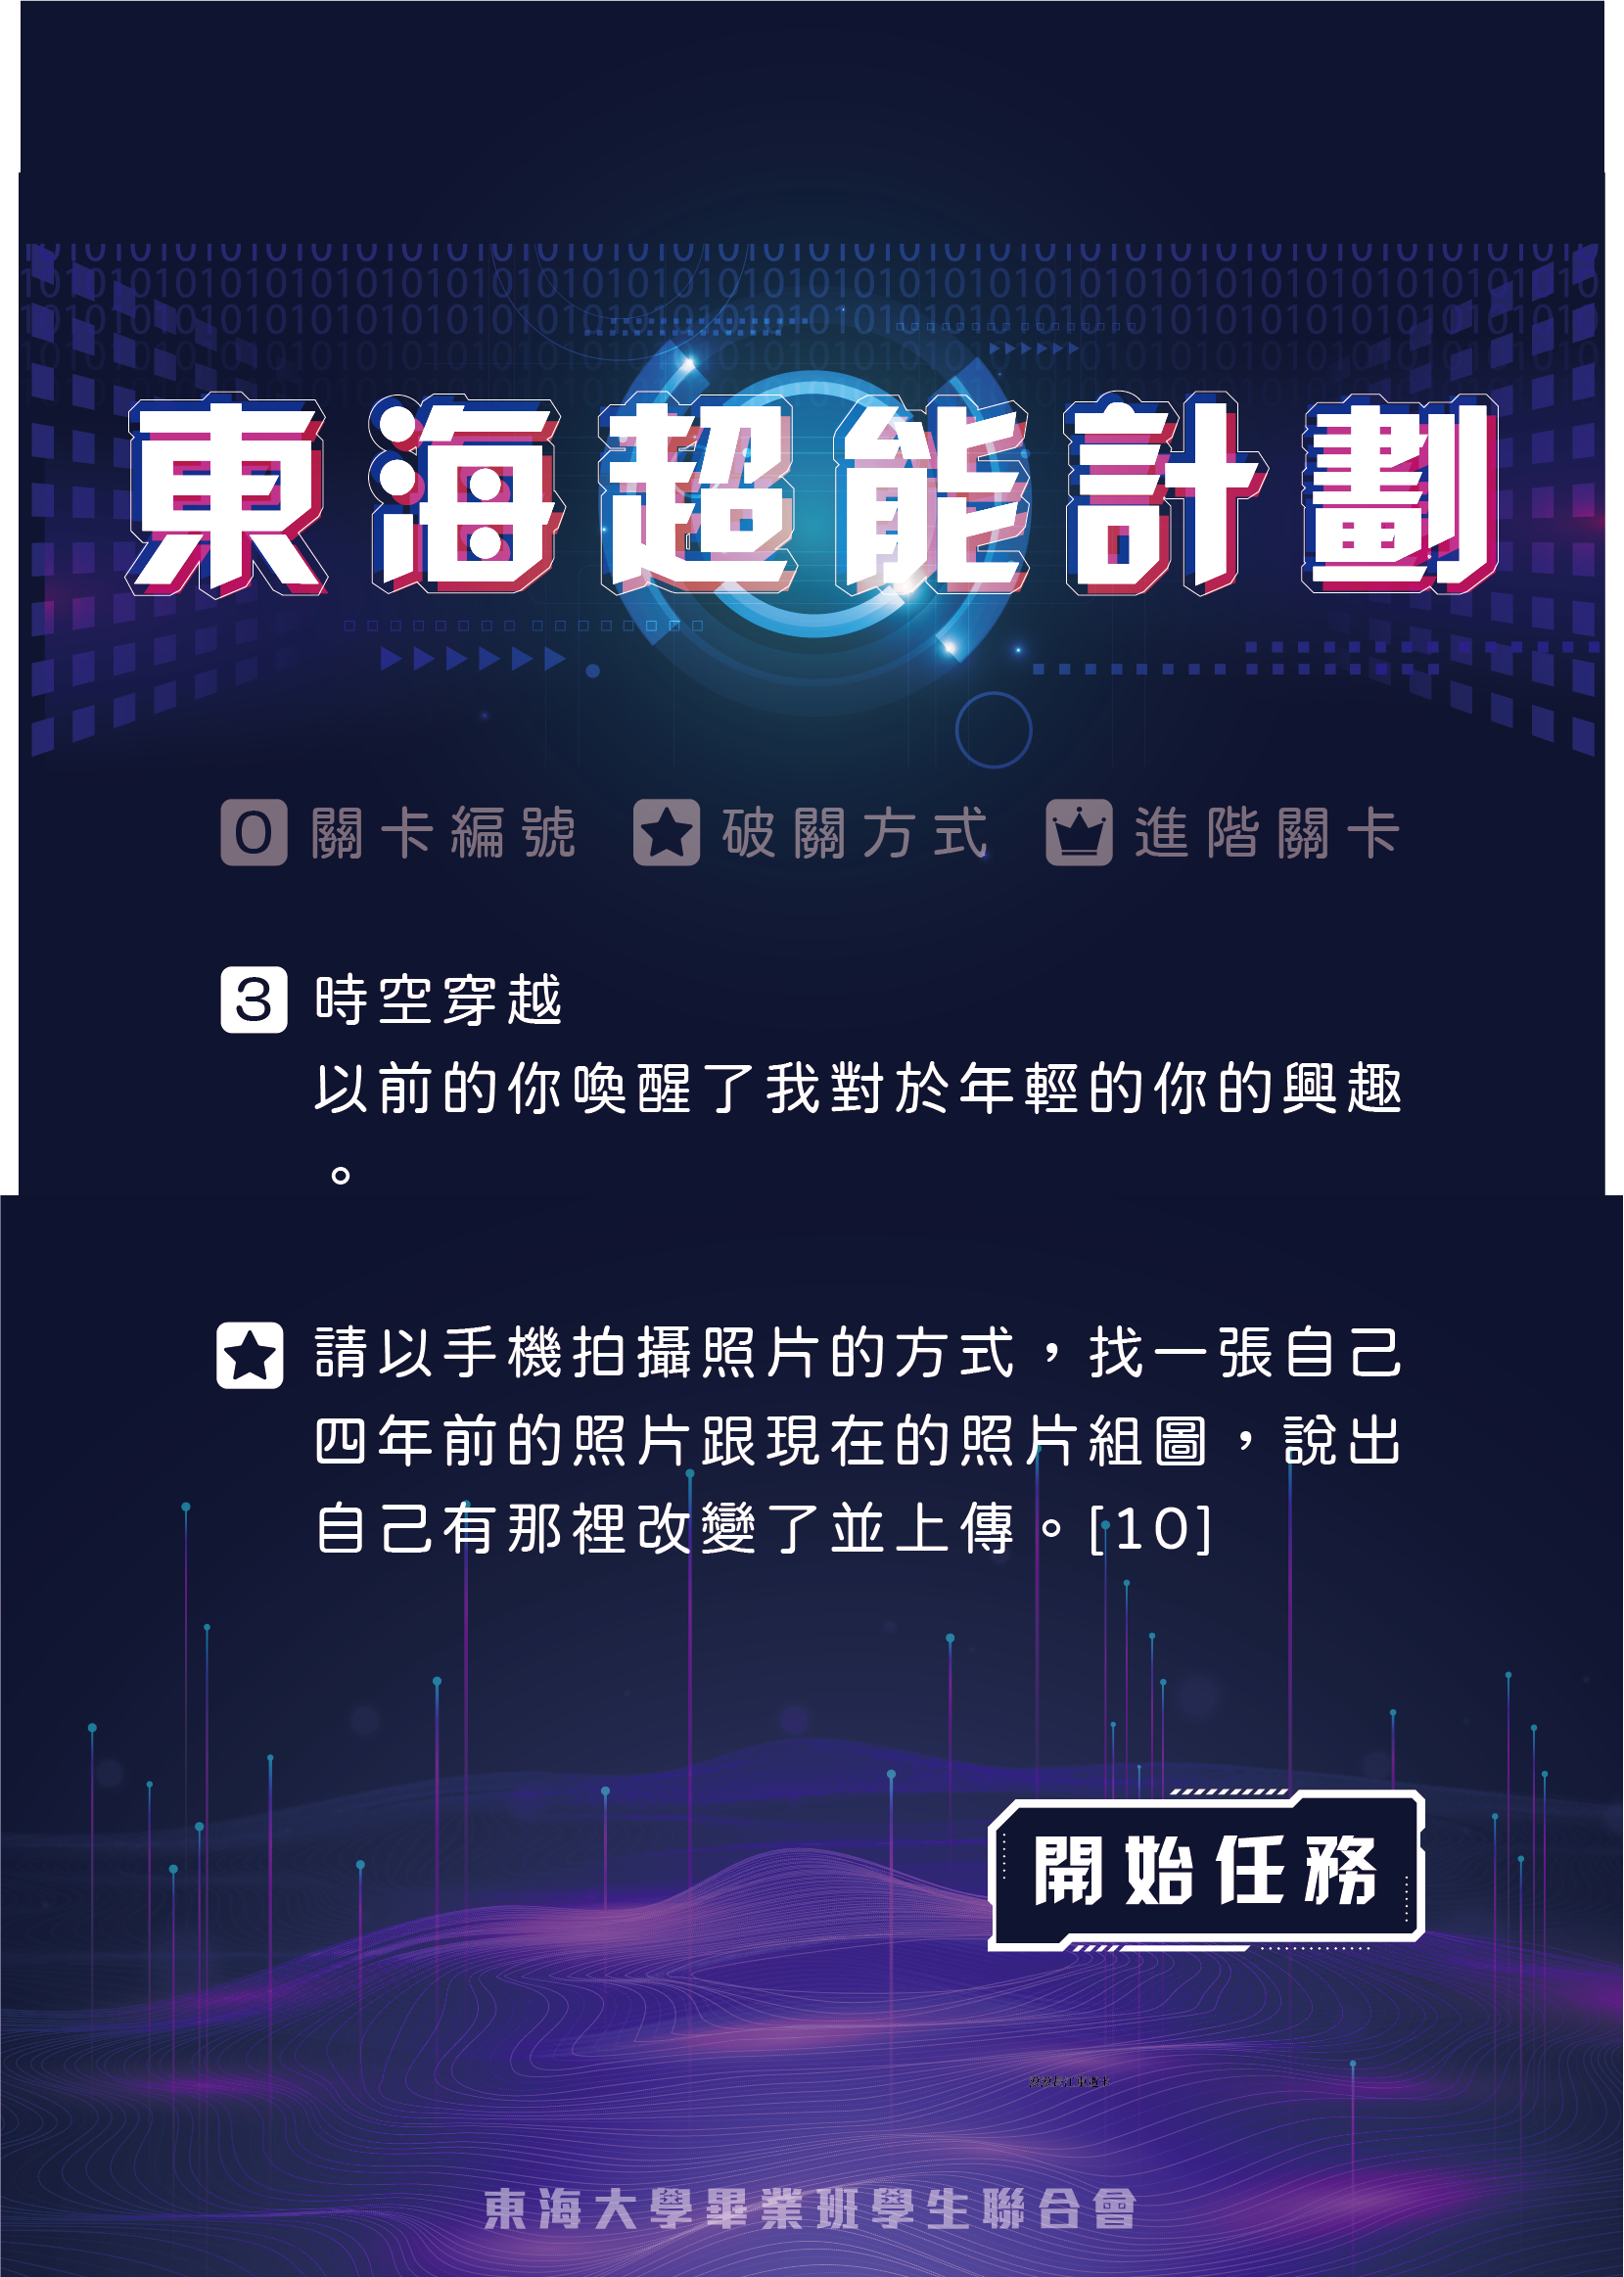 東海超能計劃
0 關卡編號 破關方式 進階關卡
3 時空穿越
以前的你喚醒了我對於年輕的你的興趣
。
請以手機拍攝照片的方式，找一張自己
四年前的照片跟現在的照片組圖，說出
自己有那裡改變了並上傳。[10]
開始任務
東海大學畢業班學生聯合會